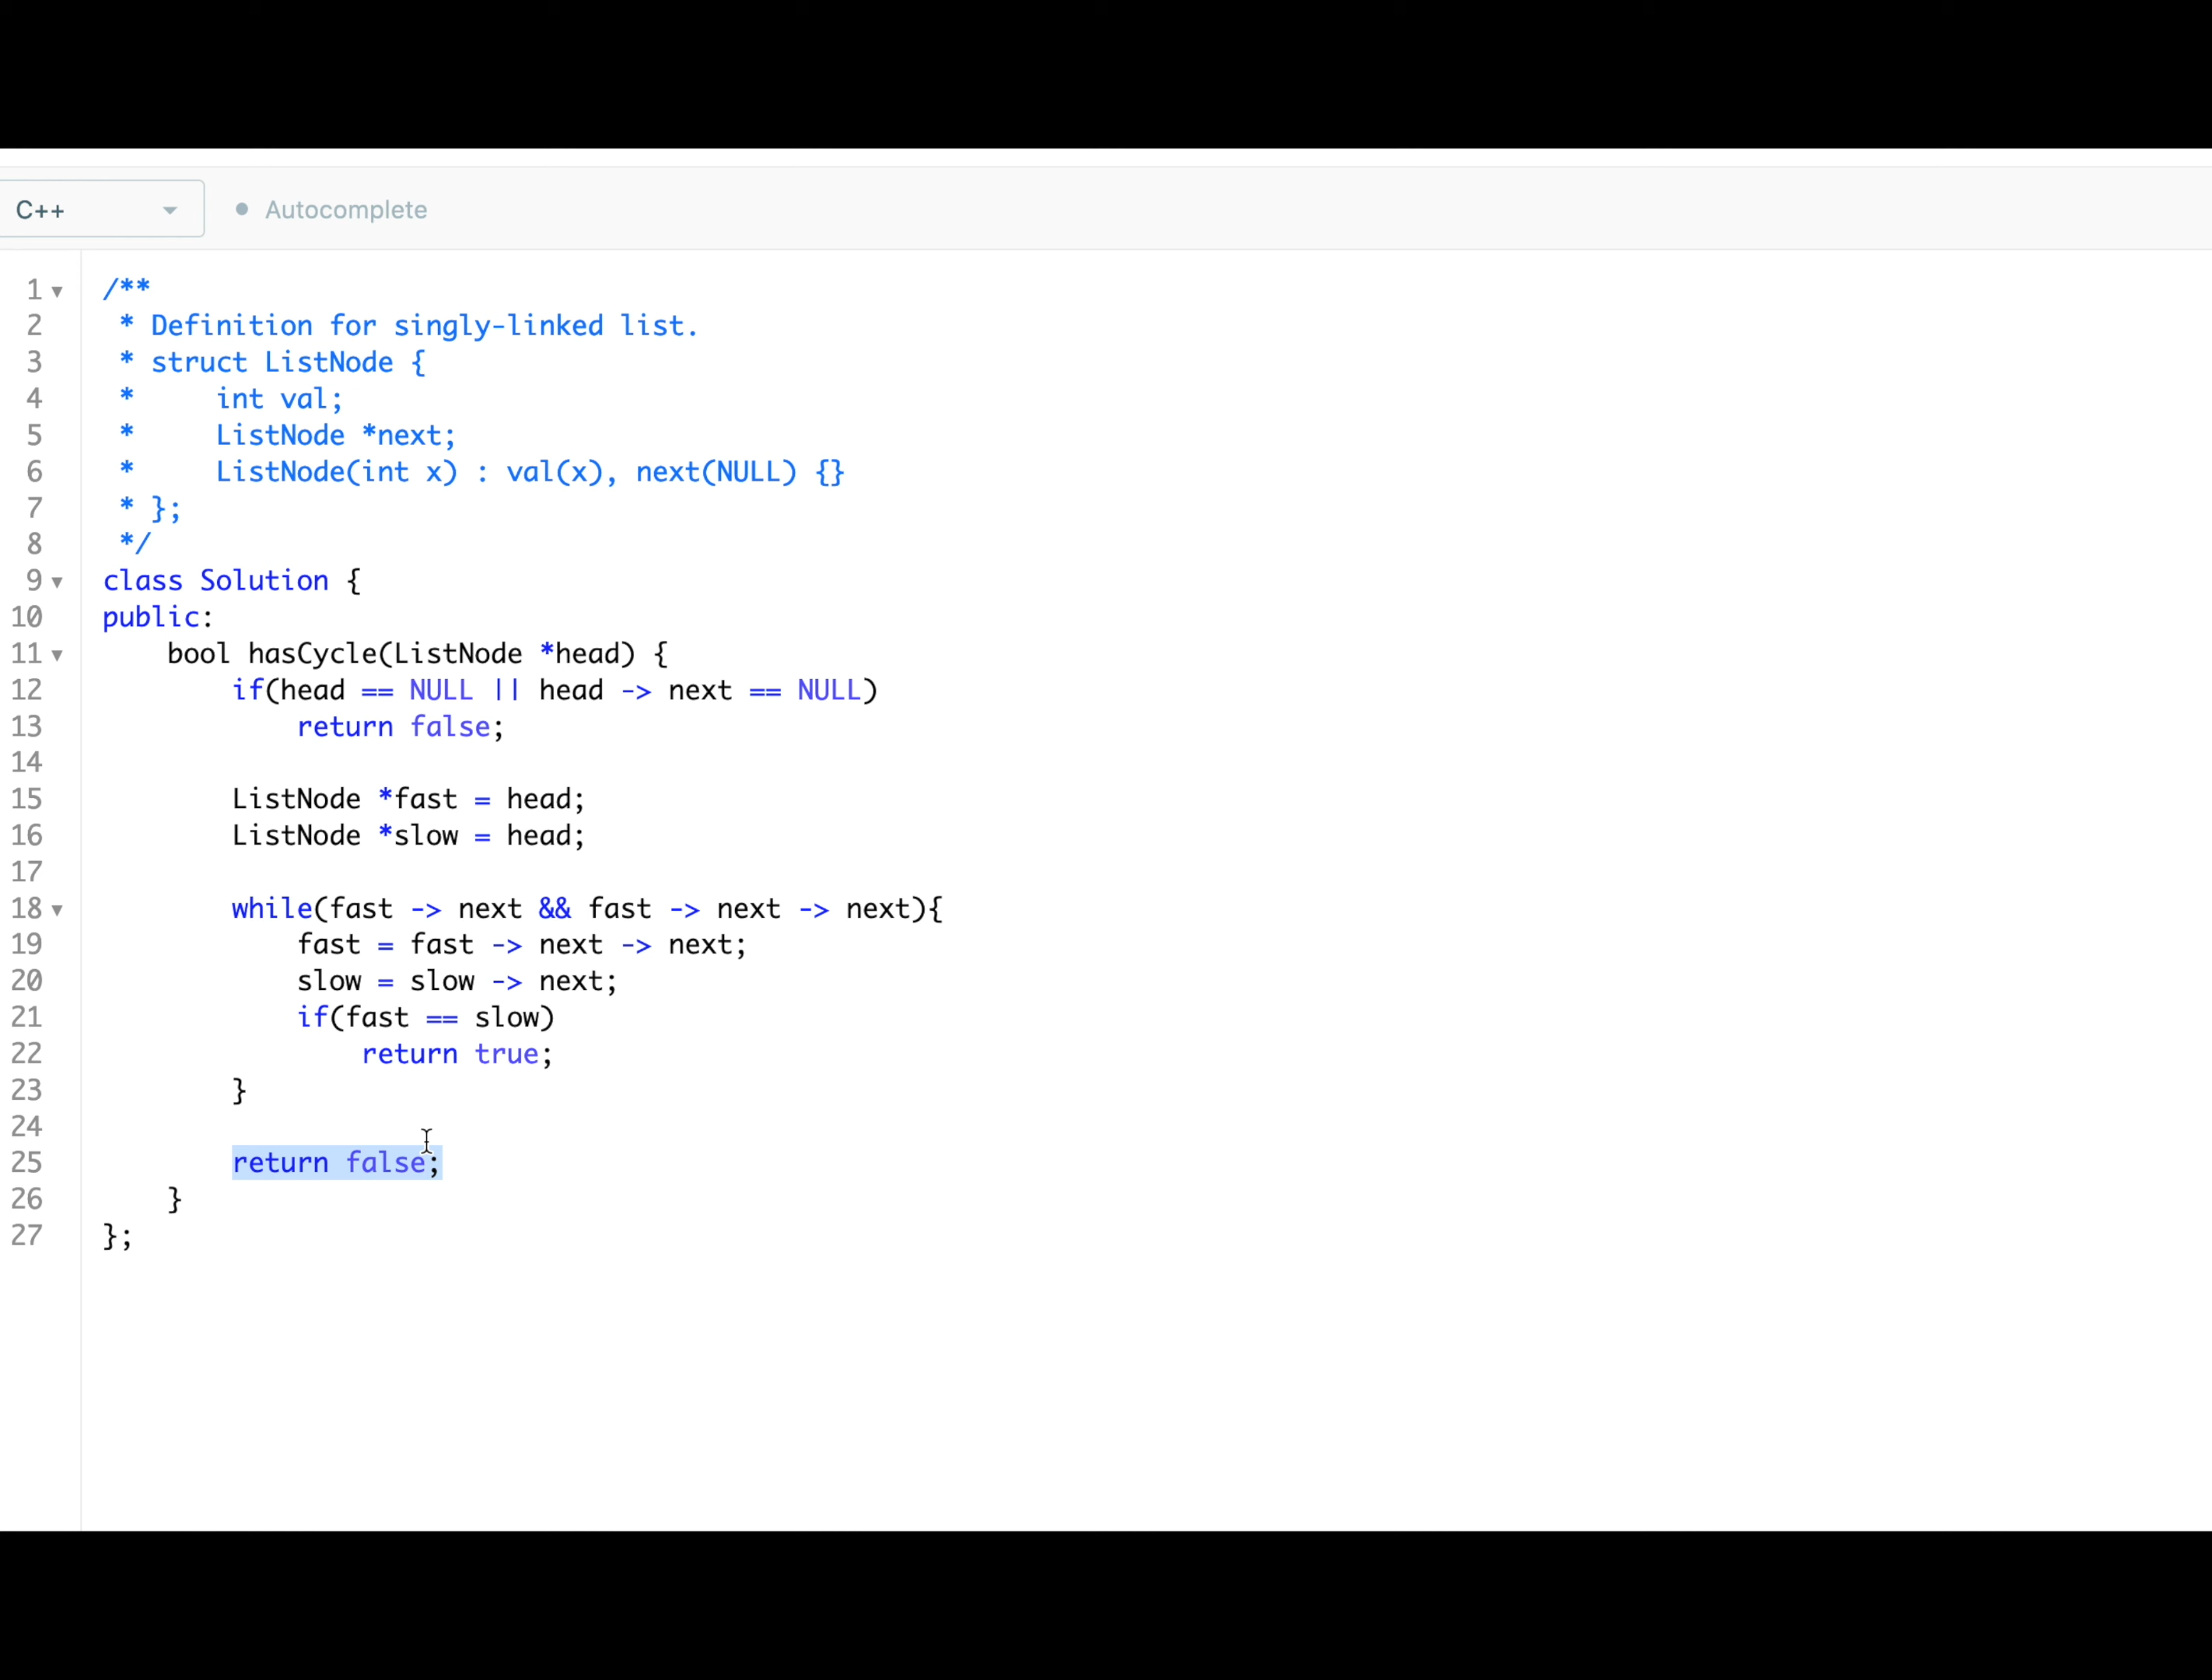 C++ Autocomplete
1 /**
2  * Definition for singly-linked list.
3  * struct ListNode {
4  *     int val;
5  *     ListNode *next;
6  *     ListNode(int x) : val(x), next(NULL) {}
7  * };
8  */
9 class Solution {
10 public:
11     bool hasCycle(ListNode *head) {
12         if(head == NULL || head -> next == NULL)
13             return false;
14
15         ListNode *fast = head;
16         ListNode *slow = head;
17
18         while(fast -> next && fast -> next -> next){
19             fast = fast -> next -> next;
20             slow = slow -> next;
21             if(fast == slow)
22                 return true;
23         }
24
25         return false;
26     }
27 };